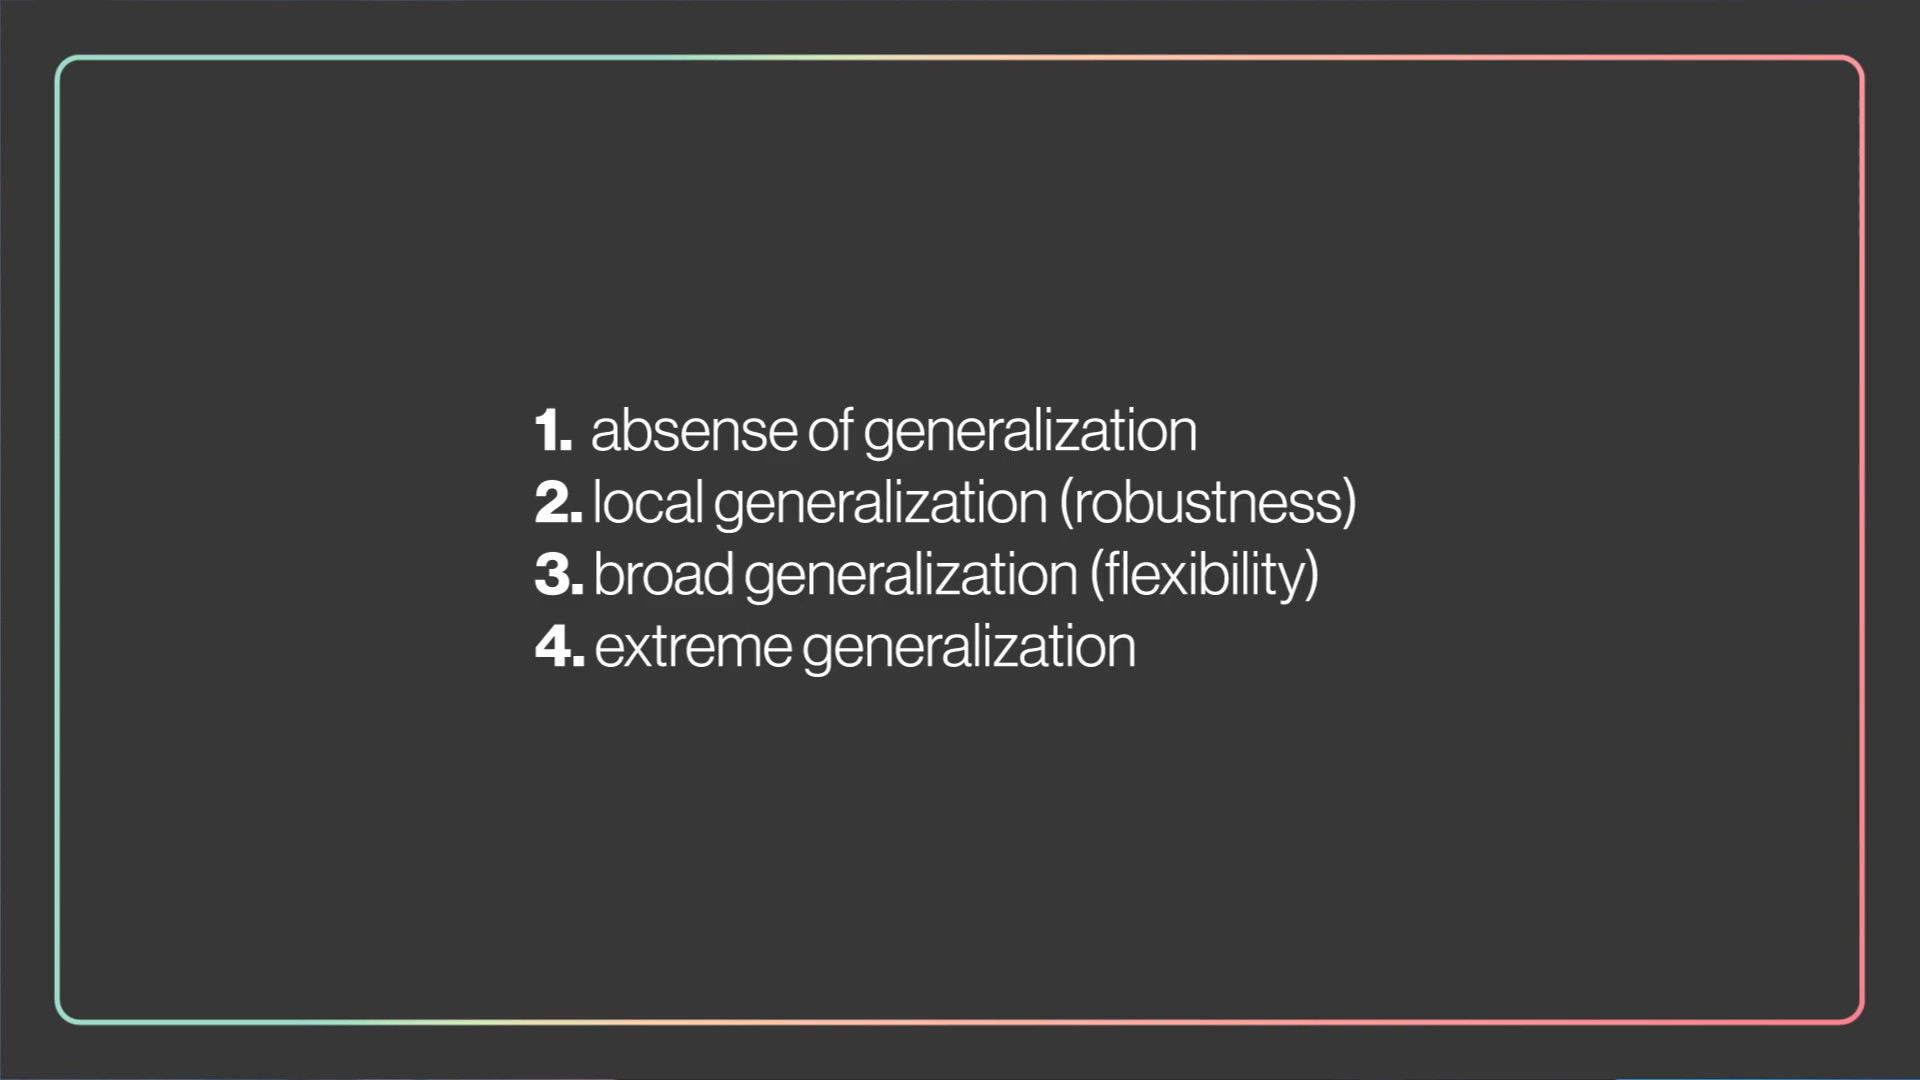 1. absense of generalization
2. local generalization (robustness)
3. broad generalization (flexibility)
4. extreme generalization